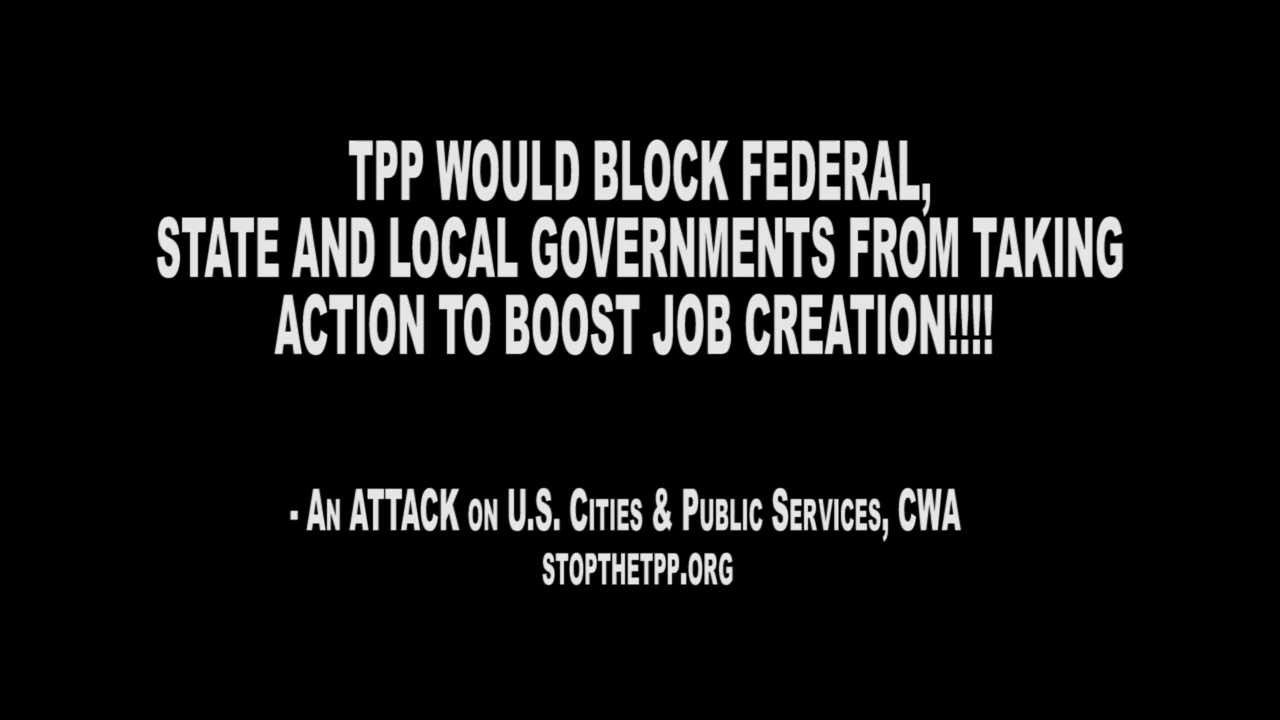 TPP WOULD BLOCK FEDERAL,
STATE AND LOCAL GOVERNMENTS FROM TAKING
ACTION TO BOOST JOB CREATION!!!!
- An ATTACK on U.S. Cities & Public Services, CWA
stopthetpp.org